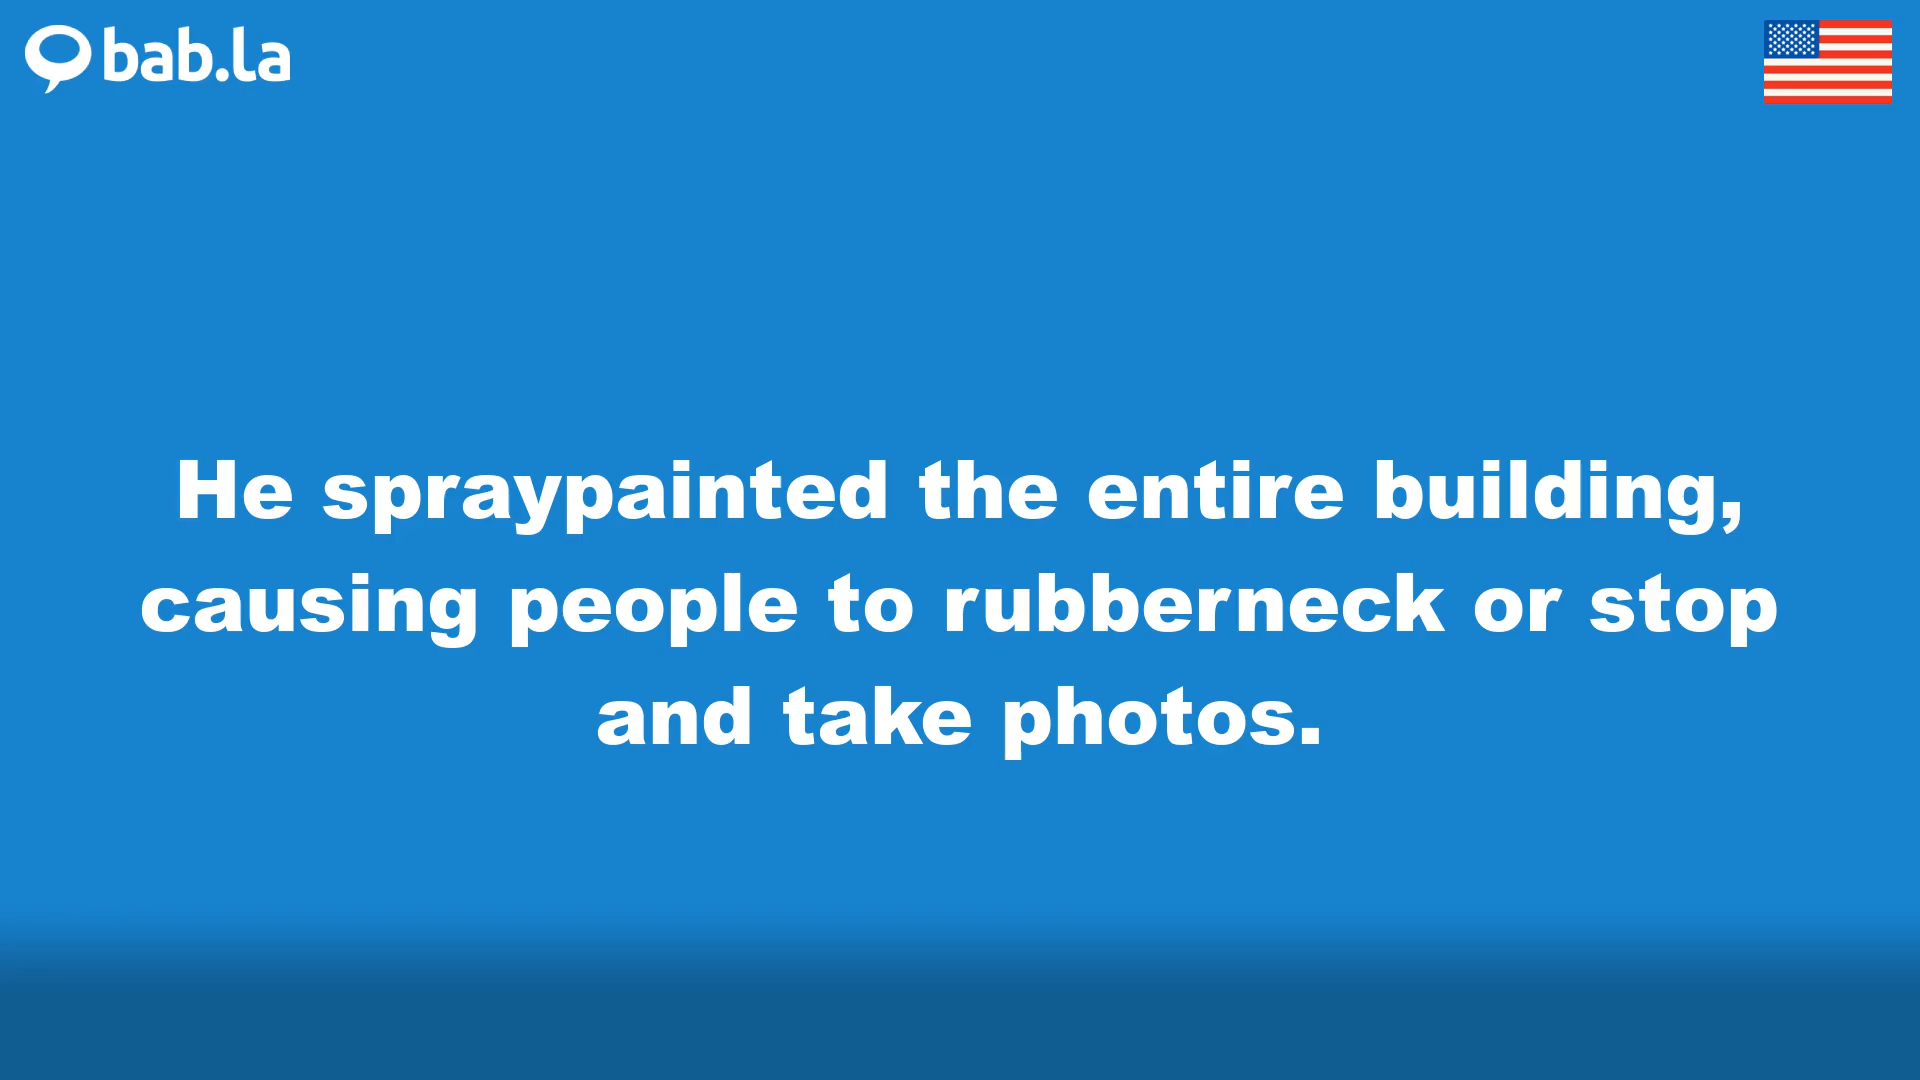 bab.la
He spraypainted the entire building,
causing people to rubberneck or stop
and take photos.